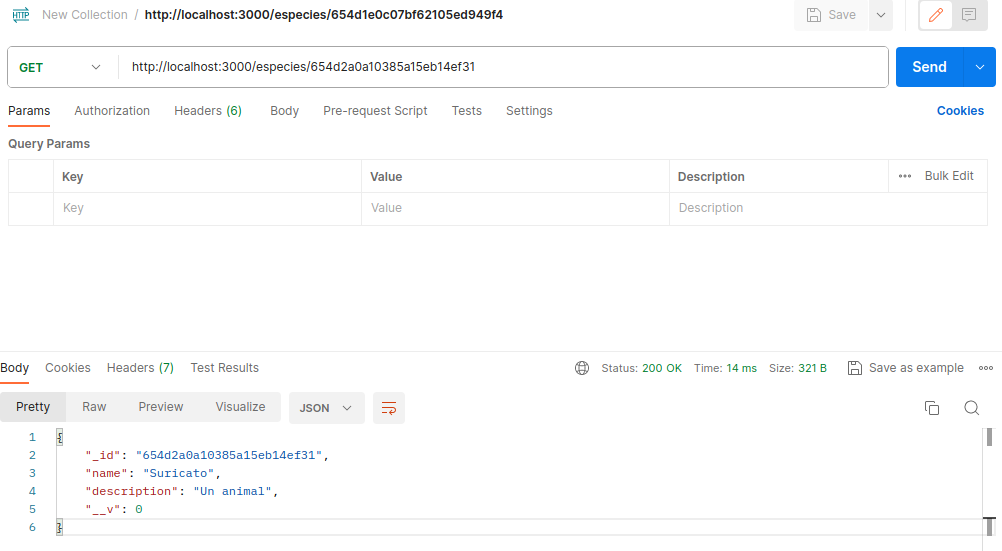 HTTP New Collection / http://localhost:3000/especies/654d1e0c07bf62105ed949f4 Save
GET http://localhost:3000/especies/654d2a0a10385a15eb14ef31 Send
Params Authorization Headers (6) Body Pre-request Script Tests Settings Cookies
Query Params
Key Value Description ••• Bulk Edit
Key Value Description
Body Cookies Headers (7) Test Results Status: 200 OK Time: 14 ms Size: 321 B Save as example •••
Pretty Raw Preview Visualize JSON
1 {
2 "_id": "654d2a0a10385a15eb14ef31",
3 "name": "Suricato",
4 "description": "Un animal",
5 "__v": 0
6 }